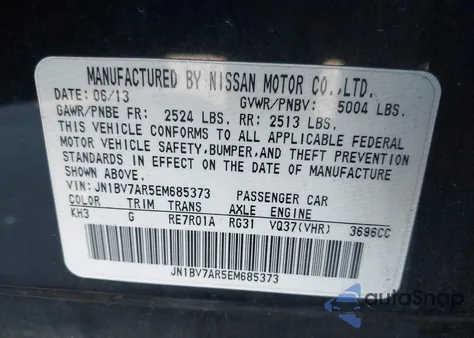 MANUFACTURED BY NISSAN MOTOR CO.,LTD.
DATE: 06/13 GVWR/PNBV: 5004 LBS.
GAWR/PNBE FR: 2524 LBS. RR: 2513 LBS.
THIS VEHICLE CONFORMS TO ALL APPLICABLE FEDERAL
MOTOR VEHICLE SAFETY,BUMPER,AND THEFT PREVENTION
STANDARDS IN EFFECT ON THE DATE OF MANUFACTURE
SHOWN ABOVE.
VIN: JN1BV7AR5EM685373 PASSENGER CAR
COLOR TRIM TRANS AXLE ENGINE
KH3 G RE7R01A RG31 VQ37(VHR) 3696CC
JN1BV7AR5EM685373
autoSnap